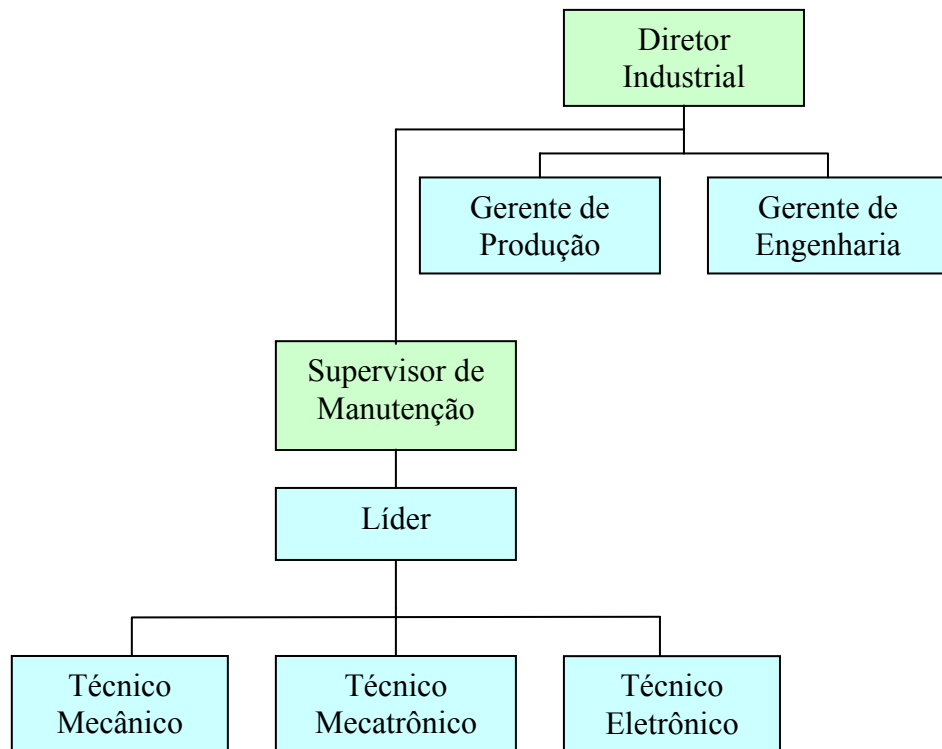 Diretor
Industrial
Gerente de
Produção
Gerente de
Engenharia
Supervisor de
Manutenção
Líder
Técnico
Mecânico
Técnico
Mecatrônico
Técnico
Eletrônico